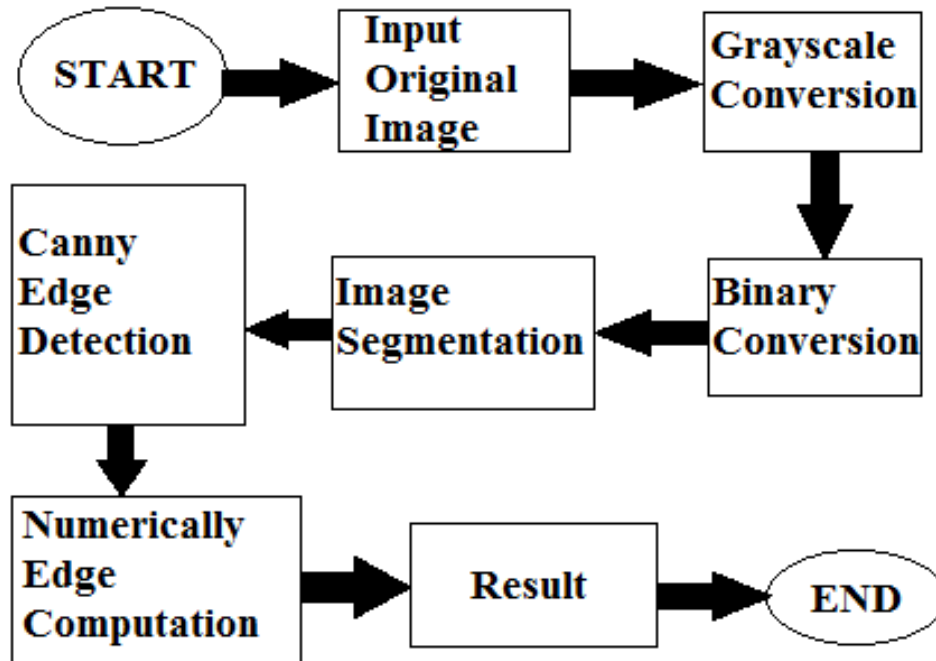 START
Input
Original
Image
Grayscale
Conversion
Binary
Conversion
Image
Segmentation
Canny
Edge
Detection
Numerically
Edge
Computation
Result
END